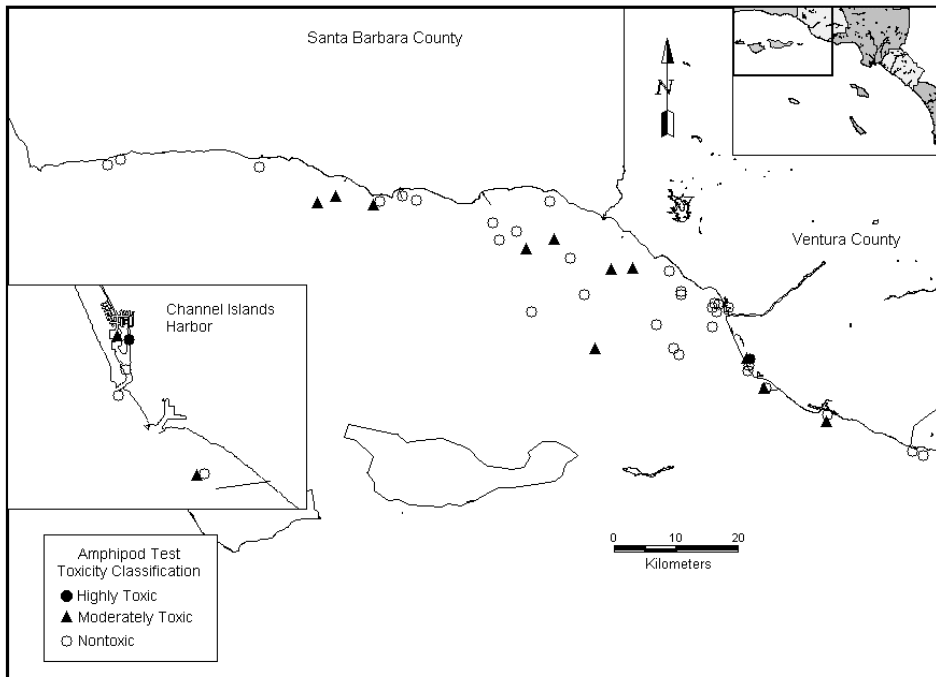 Santa Barbara County
N
Ventura County
Channel Islands
Harbor
0 10 20
Kilometers
Amphipod Test
Toxicity Classification
Highly Toxic
Moderately Toxic
Nontoxic